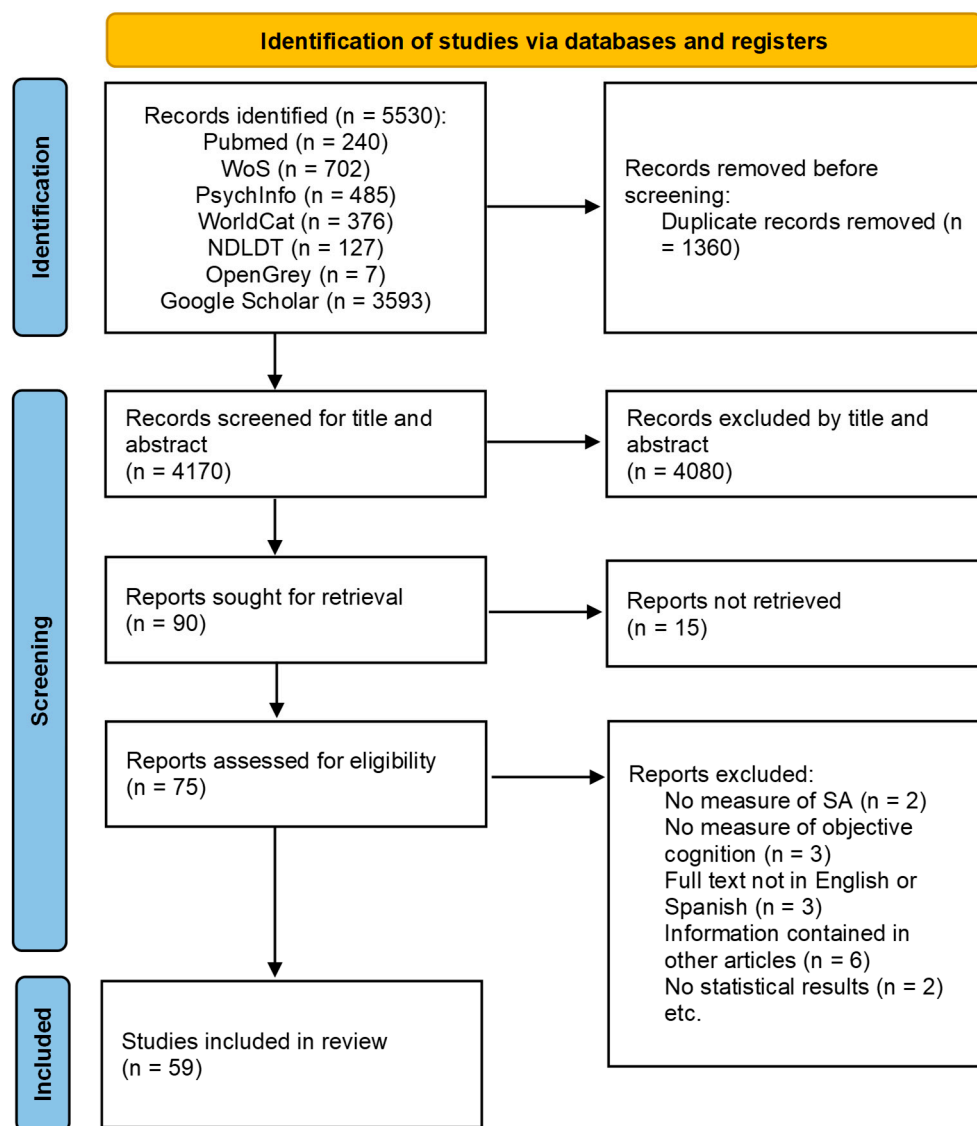 Identification of studies via databases and registers
Identification
Records identified (n = 5530):
Pubmed (n = 240)
WoS (n = 702)
PsychInfo (n = 485)
WorldCat (n = 376)
NDLDT (n = 127)
OpenGrey (n = 7)
Google Scholar (n = 3593)
Records removed before
screening:
Duplicate records removed (n
= 1360)
Screening
Records screened for title and
abstract
(n = 4170)
Records excluded by title and
abstract
(n = 4080)
Reports sought for retrieval
(n = 90)
Reports not retrieved
(n = 15)
Reports assessed for eligibility
(n = 75)
Reports excluded:
No measure of SA (n = 2)
No measure of objective
cognition (n = 3)
Full text not in English or
Spanish (n = 3)
Information contained in
other articles (n = 6)
No statistical results (n = 2)
etc.
Included
Studies included in review
(n = 59)